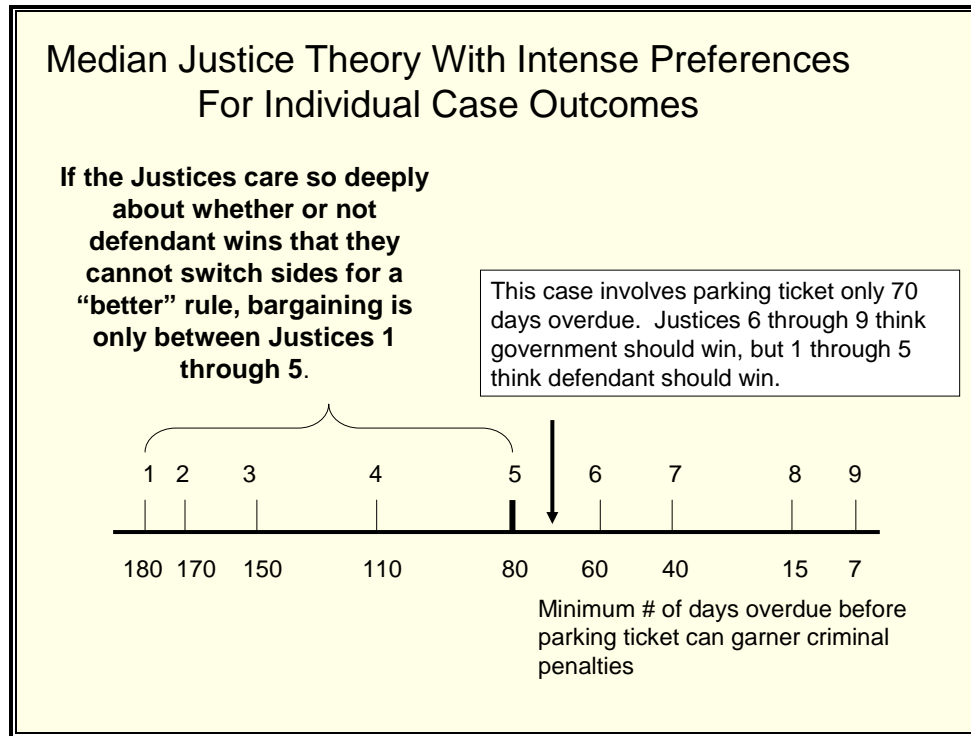 Median Justice Theory With Intense Preferences
For Individual Case Outcomes
If the Justices care so deeply
about whether or not
defendant wins that they
cannot switch sides for a
“better” rule, bargaining is
only between Justices 1
through 5.
This case involves parking ticket only 70
days overdue. Justices 6 through 9 think
government should win, but 1 through 5
think defendant should win.
1 2 3 4 5 6 7 8 9
180 170 150 110 80 60 40 15 7
Minimum # of days overdue before
parking ticket can garner criminal
penalties